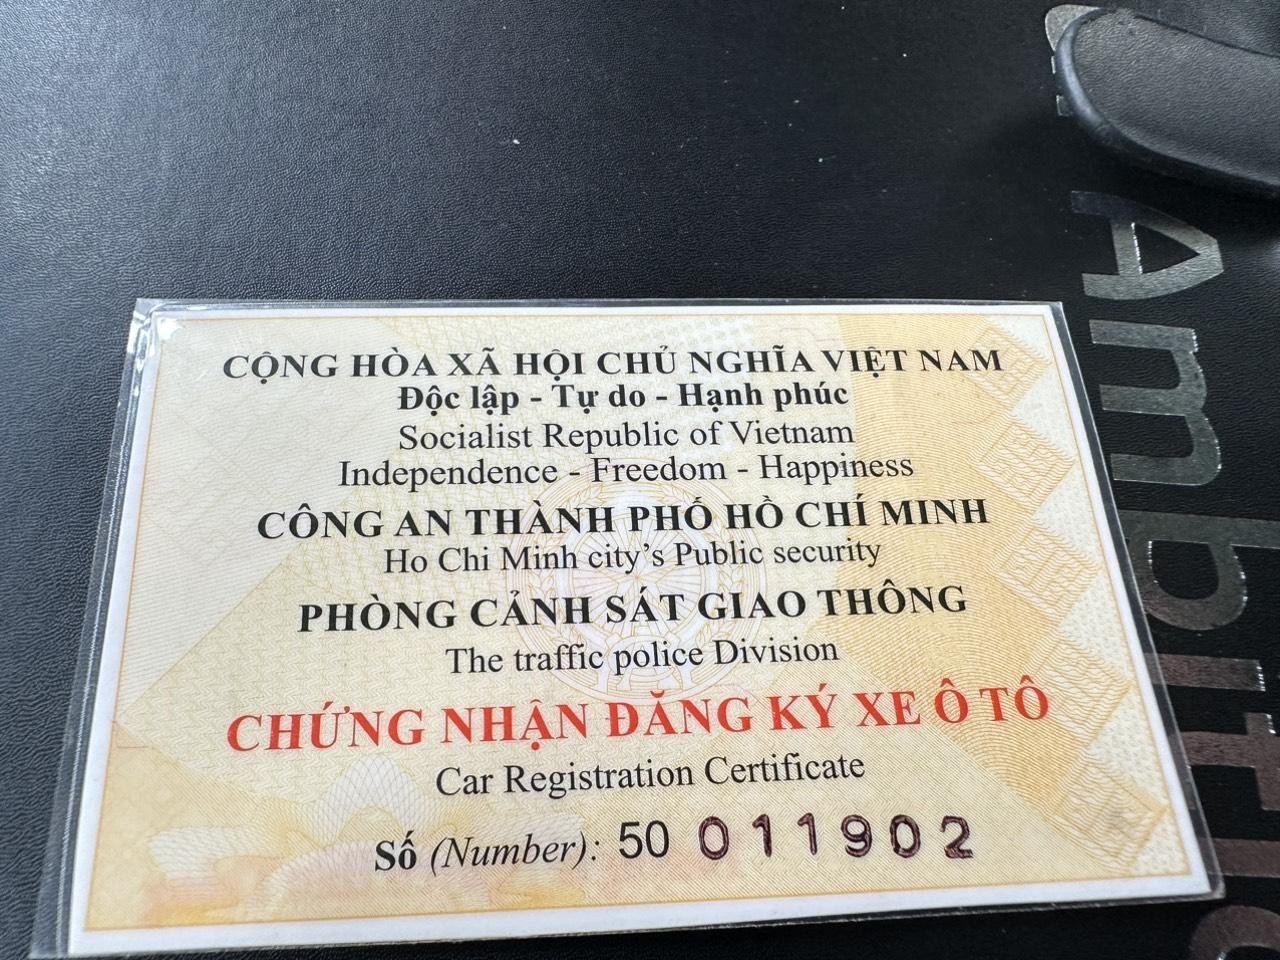 CỘNG HÒA XÃ HỘI CHỦ NGHĨA VIỆT NAM
Độc lập - Tự do - Hạnh phúc
Socialist Republic of Vietnam
Independence - Freedom - Happiness
CÔNG AN THÀNH PHỐ HỒ CHÍ MINH
Ho Chi Minh city's Public security
PHÒNG CẢNH SÁT GIAO THÔNG
The traffic police Division
CHỨNG NHẬN ĐĂNG KÝ XE Ô TÔ
Car Registration Certificate
Số (Number): 50 011902